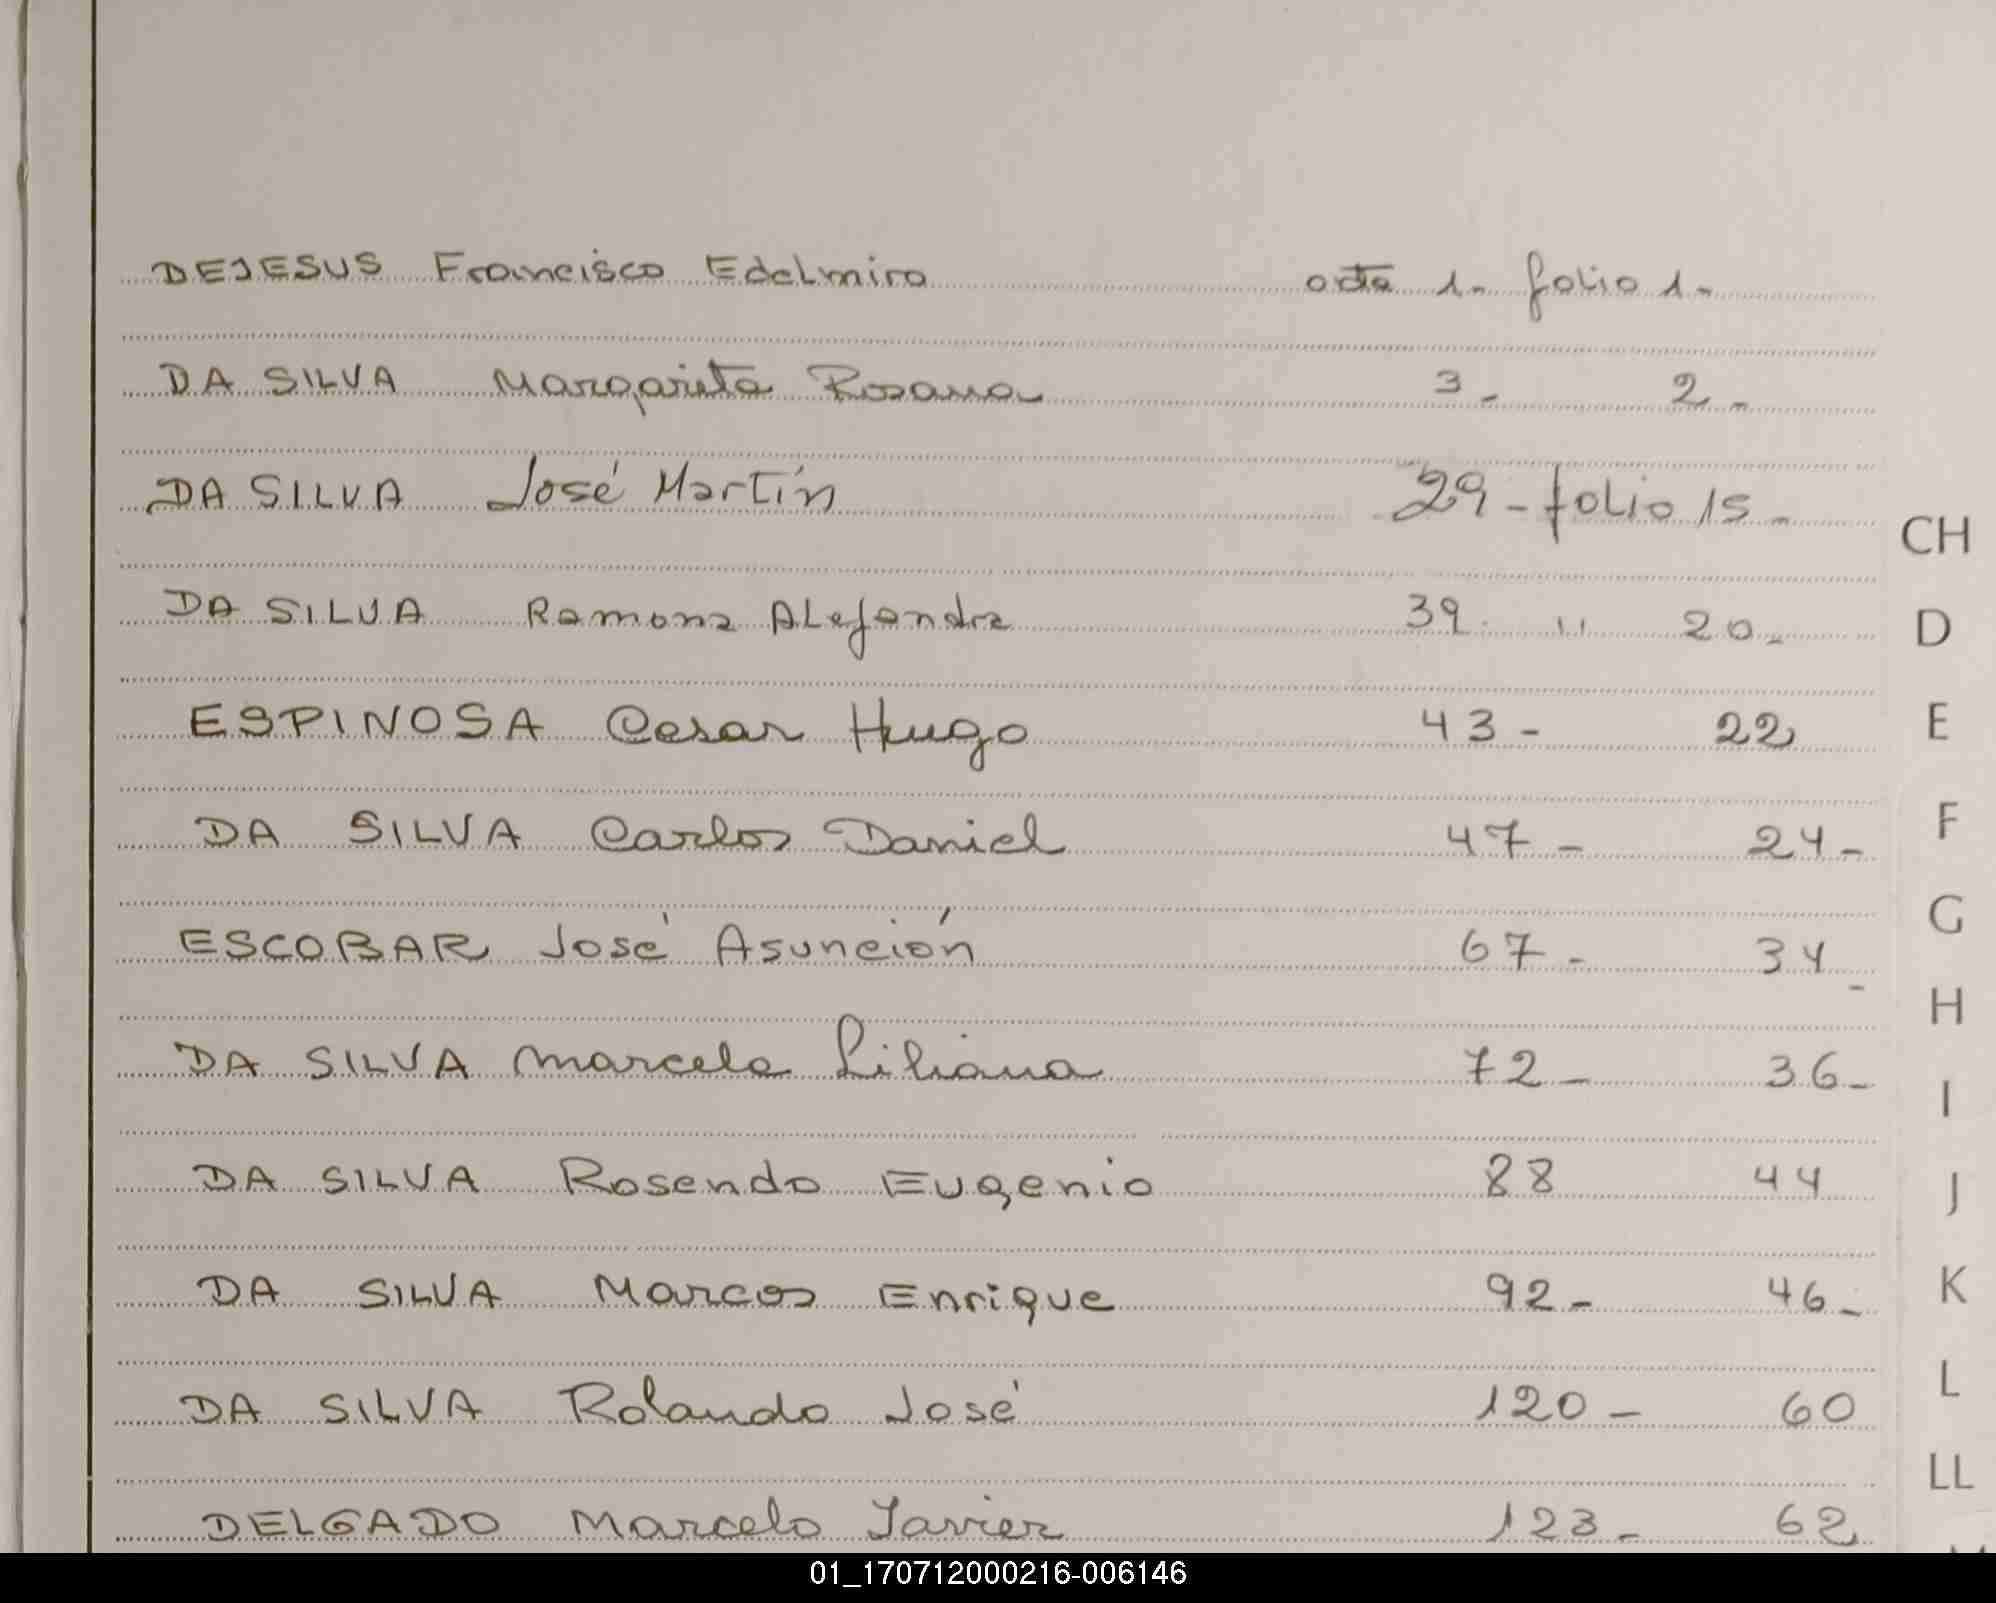 DEJESUS Francisco Edelmiro acta 1- folio 1-
DA SILVA Margarita Rosana 3- 2-
DA SILVA José Martín 29- folio 15-
CH
DA SILVA Ramona Alejandra 39. " 20-
D
ESPINOSA Cesar Hugo 43- 22
E
DA SILVA Carlos Daniel 47- 24-
F
ESCOBAR José Asunción 67- 34-
G
H
DA SILVA Marcela Liliana 72- 36-
I
DA SILVA Rosendo Eugenio 88 44
J
DA SILVA Marcos Enrique 92- 46-
K
DA SILVA Rolando José 120- 60
L
LL
DELGADO Marcelo Javier 123- 62
01_170712000216-006146